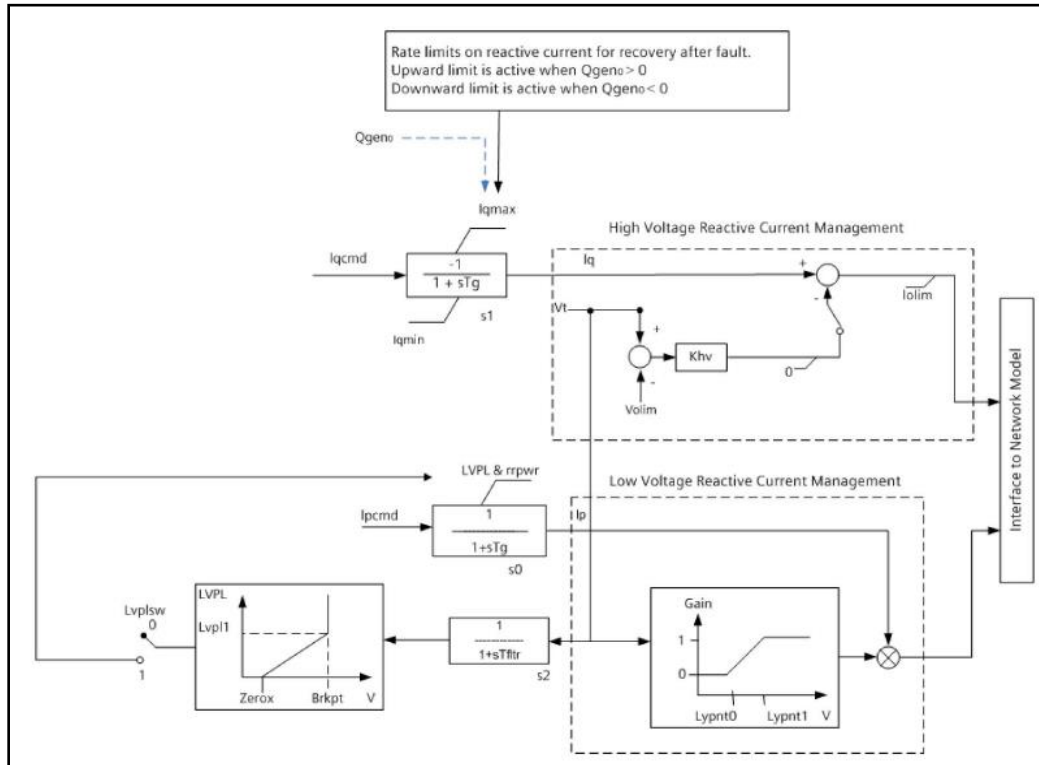 Rate limits on reactive current for recovery after fault.
Upward limit is active when Qgen₀ > 0
Downward limit is active when Qgen₀ < 0
Qgen₀
Iqmax
High Voltage Reactive Current Management
Iqcmd
-1
1 + sTg
s1
Iqmin
Iq
+
-
Iolim
Vt
+
-
Khv
0
Volim
Interface to Network Model
LVPL & rrpwr
Low Voltage Reactive Current Management
Ipcmd
1
1+sTg
s0
Ip
Lvplsw
0
1
LVPL
Lvpl1
Zerox
Brkpt
V
1
1+sTfltr
s2
Gain
1
0
Lypnt0
Lypnt1
V